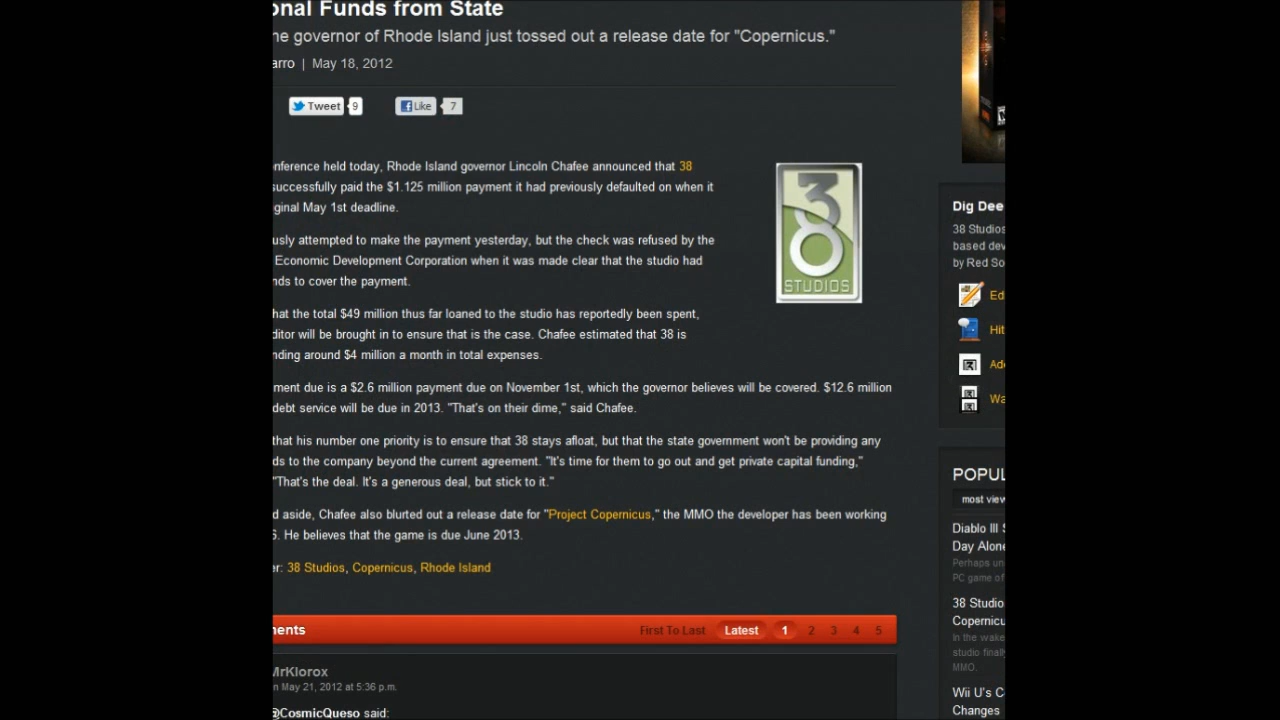 onal Funds from State
he governor of Rhode Island just tossed out a release date for "Copernicus."
arro | May 18, 2012
Tweet 9 Like 7
nference held today, Rhode Island governor Lincoln Chafee announced that 38
successfully paid the $1.125 million payment it had previously defaulted on when it
ginal May 1st deadline.
usly attempted to make the payment yesterday, but the check was refused by the
Economic Development Corporation when it was made clear that the studio had
nds to cover the payment.
hat the total $49 million thus far loaned to the studio has reportedly been spent,
ditor will be brought in to ensure that is the case. Chafee estimated that 38 is
nding around $4 million a month in total expenses.
ment due is a $2.6 million payment due on November 1st, which the governor believes will be covered. $12.6 million
debt service will be due in 2013. "That's on their dime," said Chafee.
that his number one priority is to ensure that 38 stays afloat, but that the state government won't be providing any
ds to the company beyond the current agreement. "It's time for them to go out and get private capital funding,"
"That's the deal. It's a generous deal, but stick to it."
d aside, Chafee also blurted out a release date for "Project Copernicus," the MMO the developer has been working
6. He believes that the game is due June 2013.
er: 38 Studios, Copernicus, Rhode Island
38
STUDIOS
ments First To Last Latest 1 2 3 4 5
MrKlorox
n May 21, 2012 at 5:36 p.m.
@CosmicQueso said:
Dig Dee
38 Studios
based dev
by Red So
Edi
Hit
Ade
Wa
POPUL
most view
Diablo III S
Day Alone
Perhaps un
PC game of
38 Studio
Copernicu
In the wake
studio finall
MMO.
Wii U's C
Changes